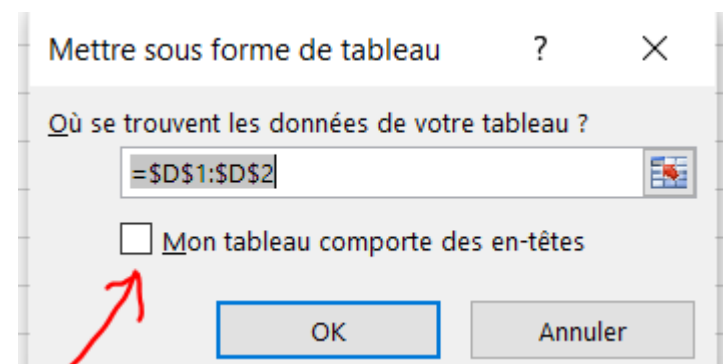 Mettre sous forme de tableau ?
Où se trouvent les données de votre tableau ?
=$D$1:$D$2
Mon tableau comporte des en-têtes
OK Annuler